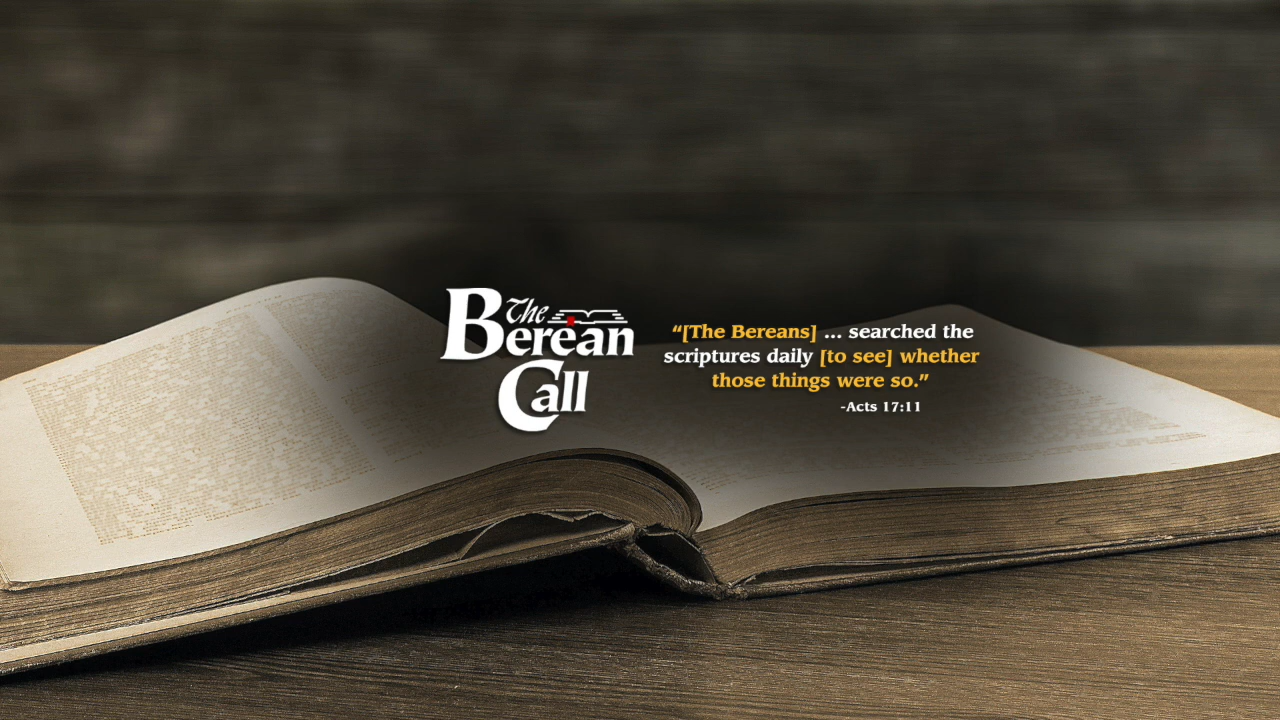 The
Berean
Call
“[The Bereans] ... searched the
scriptures daily [to see] whether
those things were so.”
-Acts 17:11